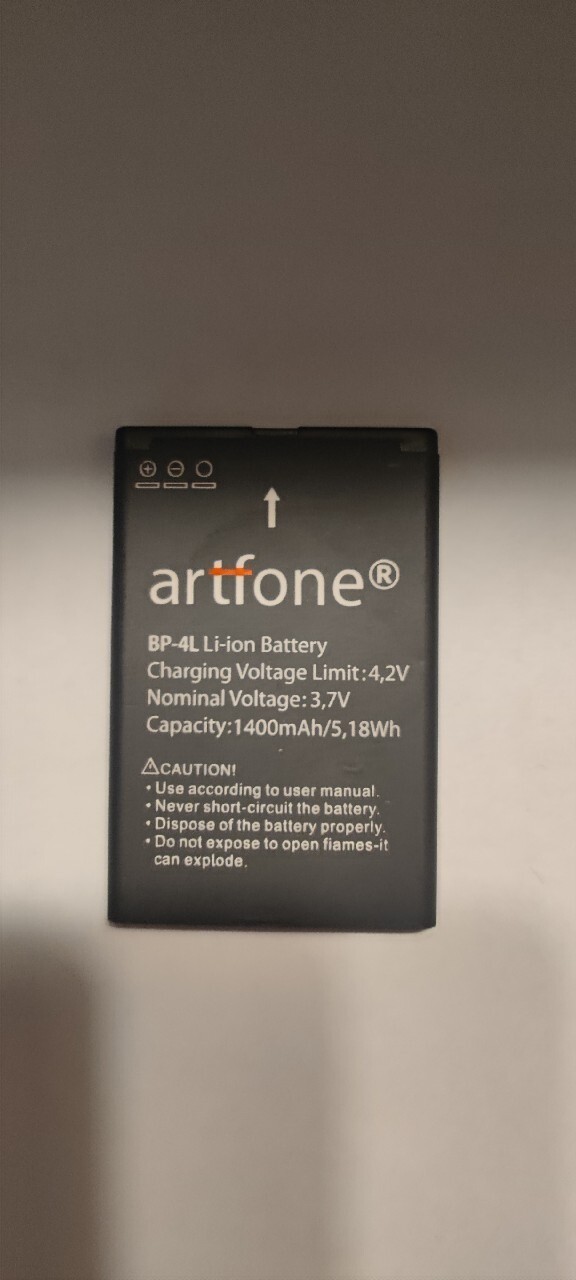 artfone®
BP-4L Li-ion Battery
Charging Voltage Limit:4,2V
Nominal Voltage:3,7V
Capacity:1400mAh/5,18Wh
CAUTION!
• Use according to user manual.
• Never short-circuit the battery.
• Dispose of the battery properly.
• Do not expose to open fiames-it
can explode.